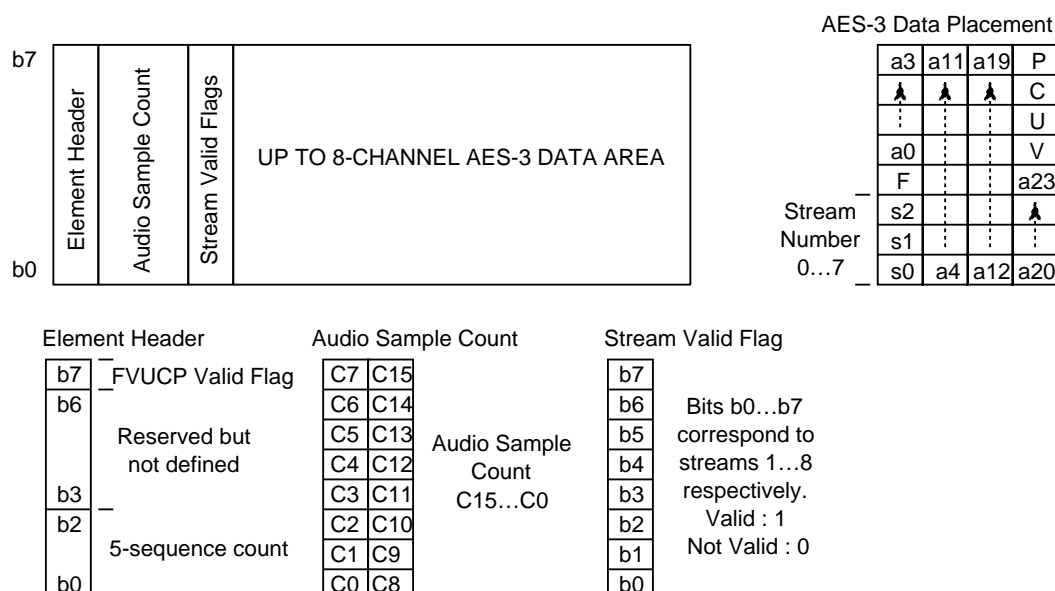 AES-3 Data Placement
b7
b0
Element Header
Audio Sample Count
Stream Valid Flags
UP TO 8-CHANNEL AES-3 DATA AREA
a3 a11 a19 P
C
U
a0 V
F a23
s2
s1
s0 a4 a12 a20
Stream
Number
0…7
Element Header
b7
FVUCP Valid Flag
b6
Reserved but
not defined
b3
b2
5-sequence count
b0
Audio Sample Count
C7 C15
C6 C14
C5 C13
C4 C12
C3 C11
C2 C10
C1 C9
C0 C8
Audio Sample
Count
C15…C0
Stream Valid Flag
b7
b6
b5
b4
b3
b2
b1
b0
Bits b0…b7
correspond to
streams 1…8
respectively.
Valid : 1
Not Valid : 0